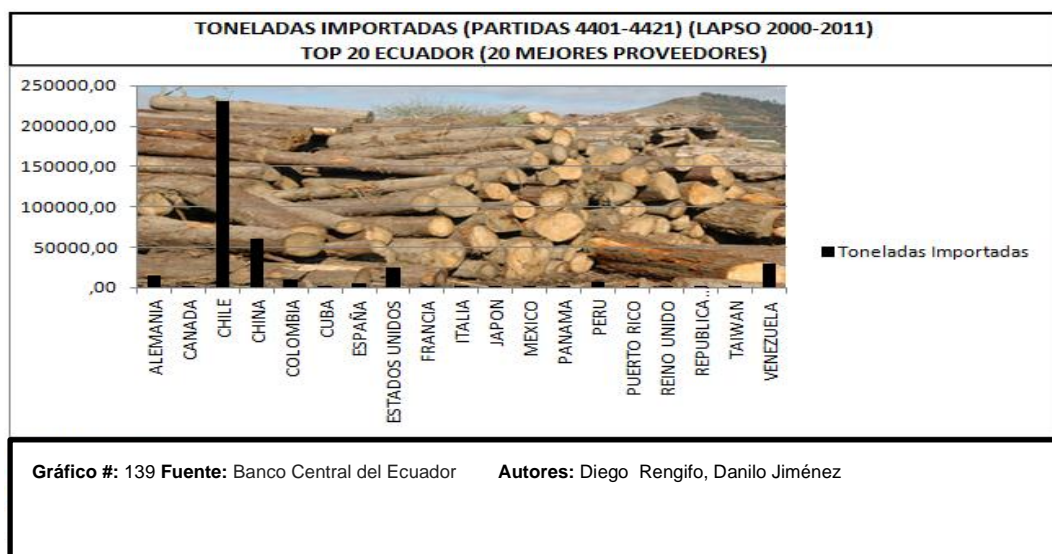 TONELADAS IMPORTADAS (PARTIDAS 4401-4421) (LAPSO 2000-2011)
TOP 20 ECUADOR (20 MEJORES PROVEEDORES)
250000,00
200000,00
150000,00
100000,00
50000,00
,00
ALEMANIA
CANADA
CHILE
CHINA
COLOMBIA
CUBA
ESPAÑA
ESTADOS UNIDOS
FRANCIA
ITALIA
JAPON
MEXICO
PANAMA
PERU
PUERTO RICO
REINO UNIDO
REPUBLICA...
TAIWAN
VENEZUELA
Toneladas Importadas
Gráfico #: 139 Fuente: Banco Central del Ecuador Autores: Diego Rengifo, Danilo Jiménez